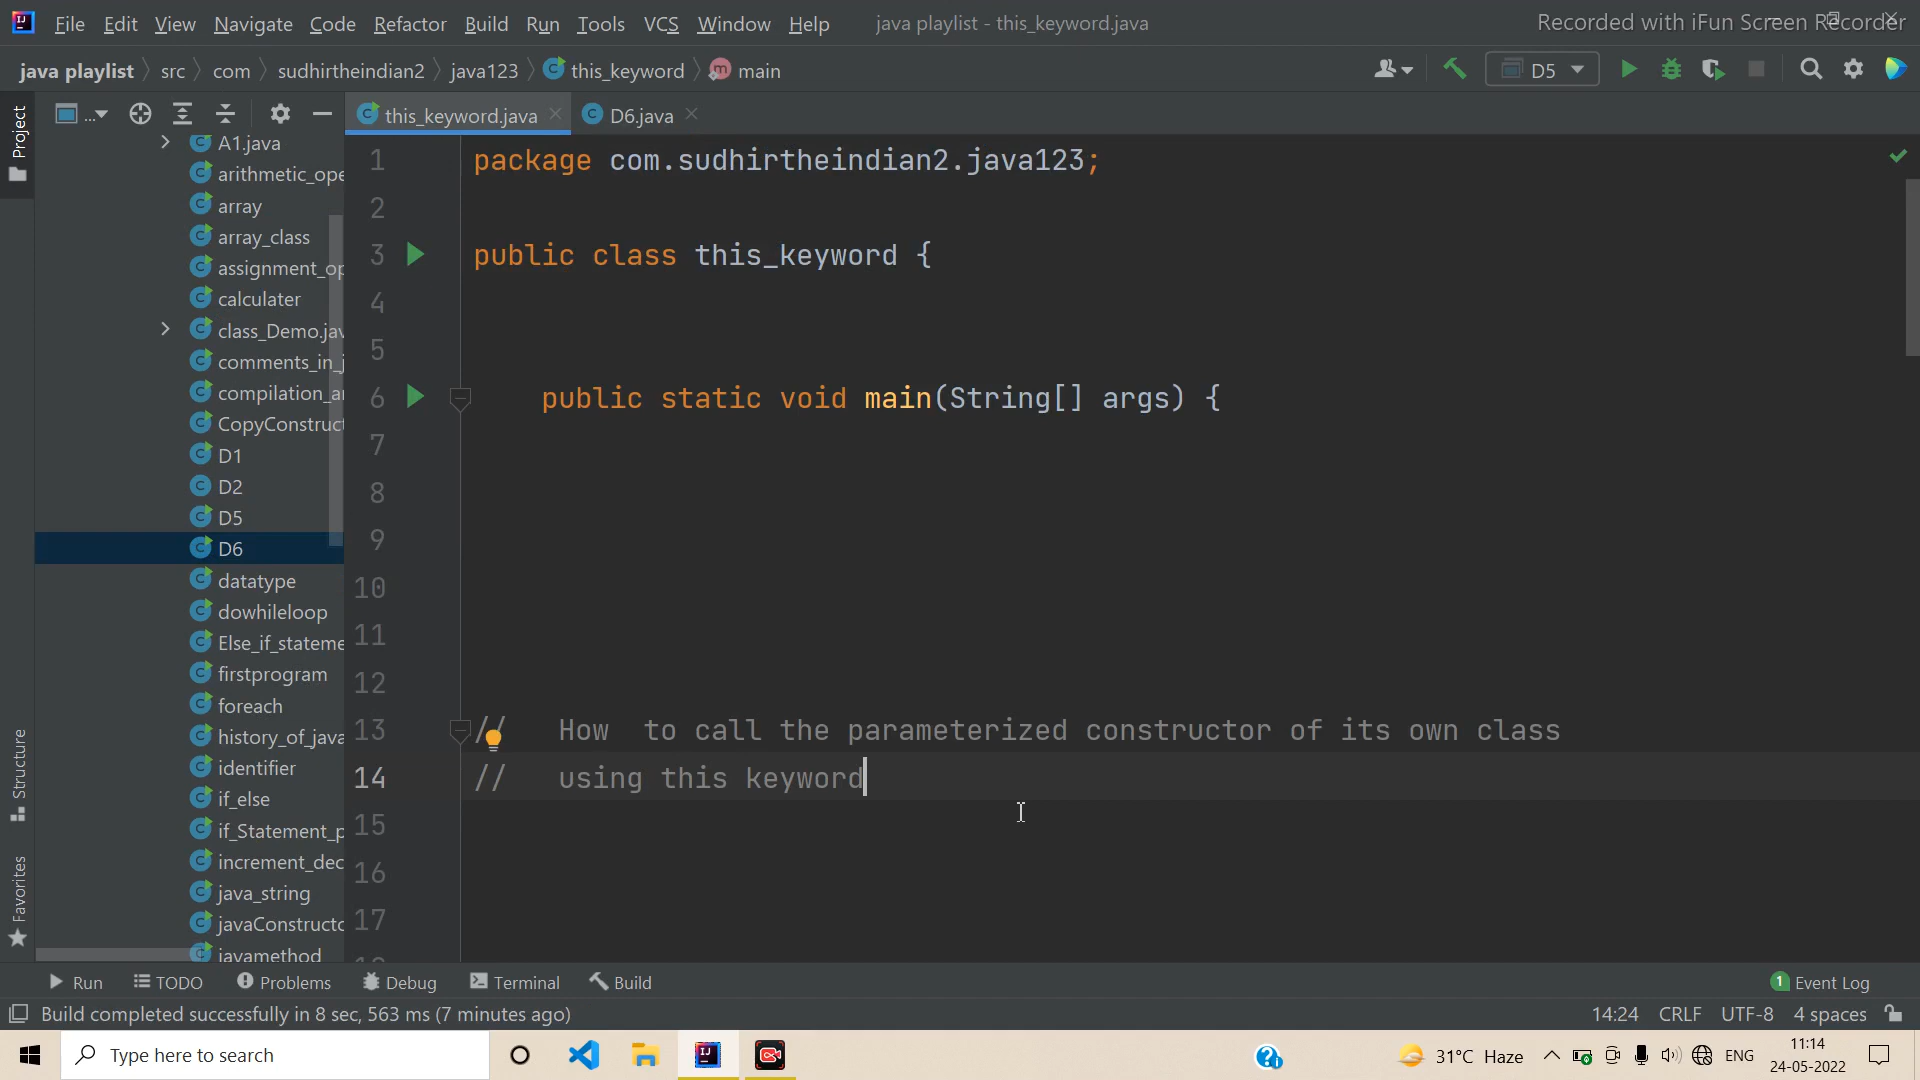 File Edit View Navigate Code Refactor Build Run Tools VCS Window Help java playlist - this_keyword.java Recorded with iFun Screen Recorder
java playlist src com sudhirtheindian2 java123 this_keyword main D5
Project ... this_keyword.java D6.java
A1.java
arithmetic_ope
array
array_class
assignment_op
calculater
class_Demo.jav
comments_in_j
compilation_an
CopyConstruct
D1
D2
D5
D6
datatype
dowhileloop
Else_if_stateme
firstprogram
foreach
history_of_java
identifier
if_else
if_Statement_p
increment_dec
java_string
javaConstructo
javamethod
Structure
Favorites
1 package com.sudhirtheindian2.java123;
2
3 public class this_keyword {
4
5
6 public static void main(String[] args) {
7
8
9
10
11
12
13 // How  to call the parameterized constructor of its own class
14 // using this keyword
15
16
17
Run TODO Problems Debug Terminal Build 1 Event Log
Build completed successfully in 8 sec, 563 ms (7 minutes ago) 14:24 CRLF UTF-8 4 spaces
Type here to search 31°C Haze ENG 11:14
24-05-2022